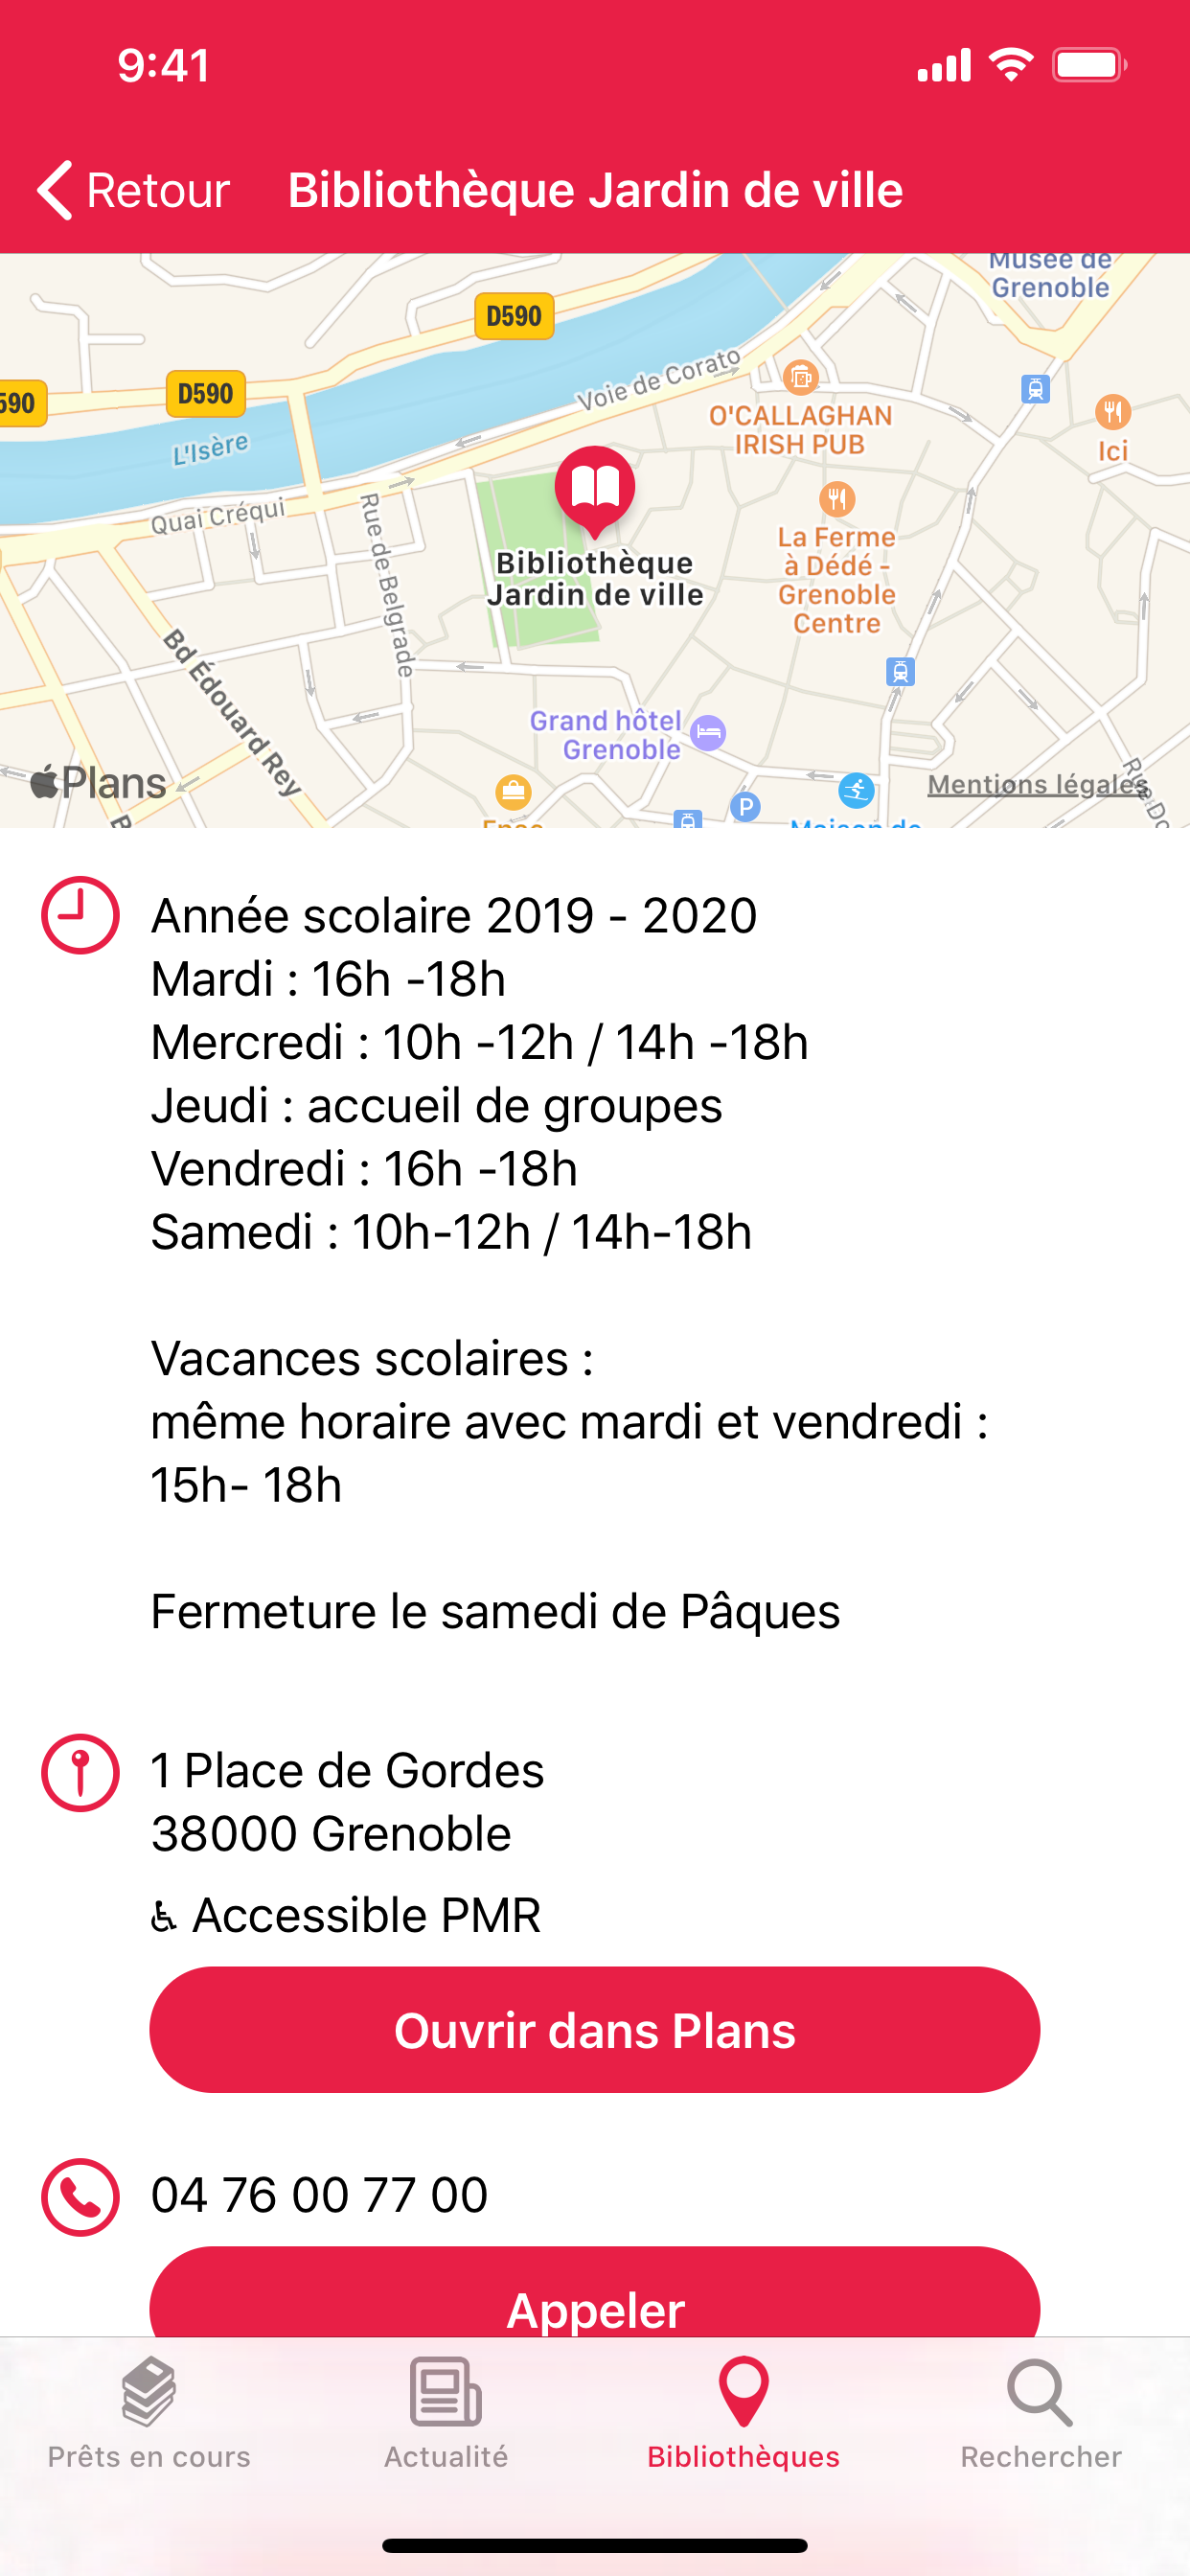 9:41
Retour
Bibliothèque Jardin de ville
Musée de
Grenoble
D590
D590
590
L'Isère
Voie de Corato
O'CALLAGHAN
IRISH PUB
Ici
Quai Créqui
Rue de Belgrade
Bibliothèque
Jardin de ville
La Ferme
à Dédé -
Grenoble
Centre
Bd Édouard Rey
Grand hôtel
Grenoble
Plans
P
Mentions légales
Fnac
Maison de
Année scolaire 2019 - 2020
Mardi : 16h -18h
Mercredi : 10h -12h / 14h -18h
Jeudi : accueil de groupes
Vendredi : 16h -18h
Samedi : 10h-12h / 14h-18h
Vacances scolaires :
même horaire avec mardi et vendredi :
15h- 18h
Fermeture le samedi de Pâques
1 Place de Gordes
38000 Grenoble
♿ Accessible PMR
Ouvrir dans Plans
04 76 00 77 00
Appeler
Prêts en cours
Actualité
Bibliothèques
Rechercher